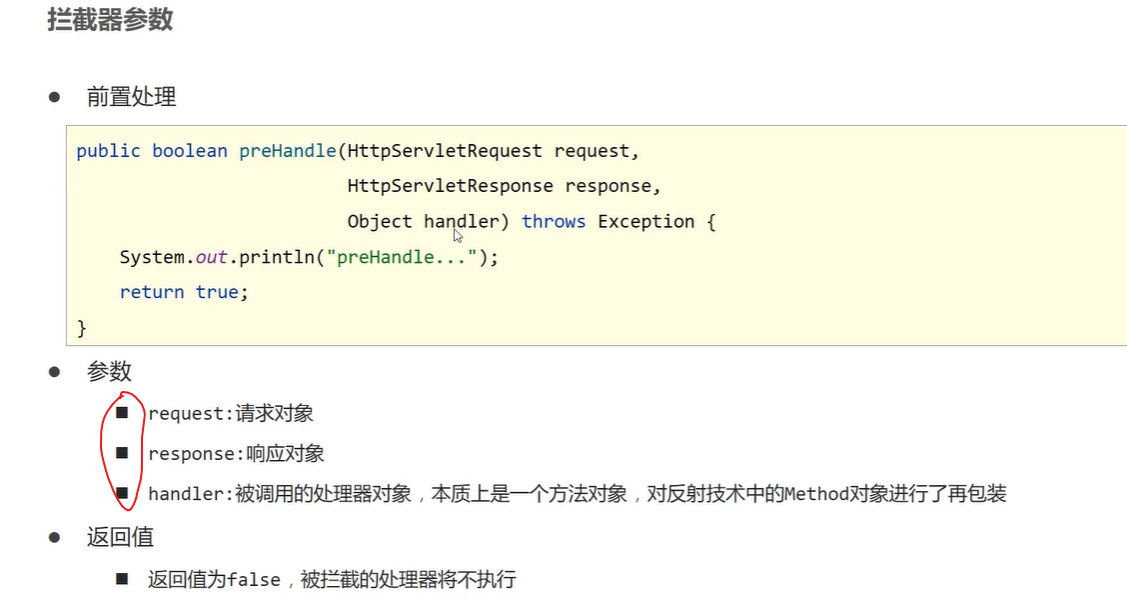 拦截器参数
● 前置处理
public boolean preHandle(HttpServletRequest request,
HttpServletResponse response,
Object handler) throws Exception {
System.out.println("preHandle...");
return true;
}
● 参数
■ request:请求对象
■ response:响应对象
■ handler:被调用的处理器对象，本质上是一个方法对象，对反射技术中的Method对象进行了再包装
● 返回值
■ 返回值为false，被拦截的处理器将不执行